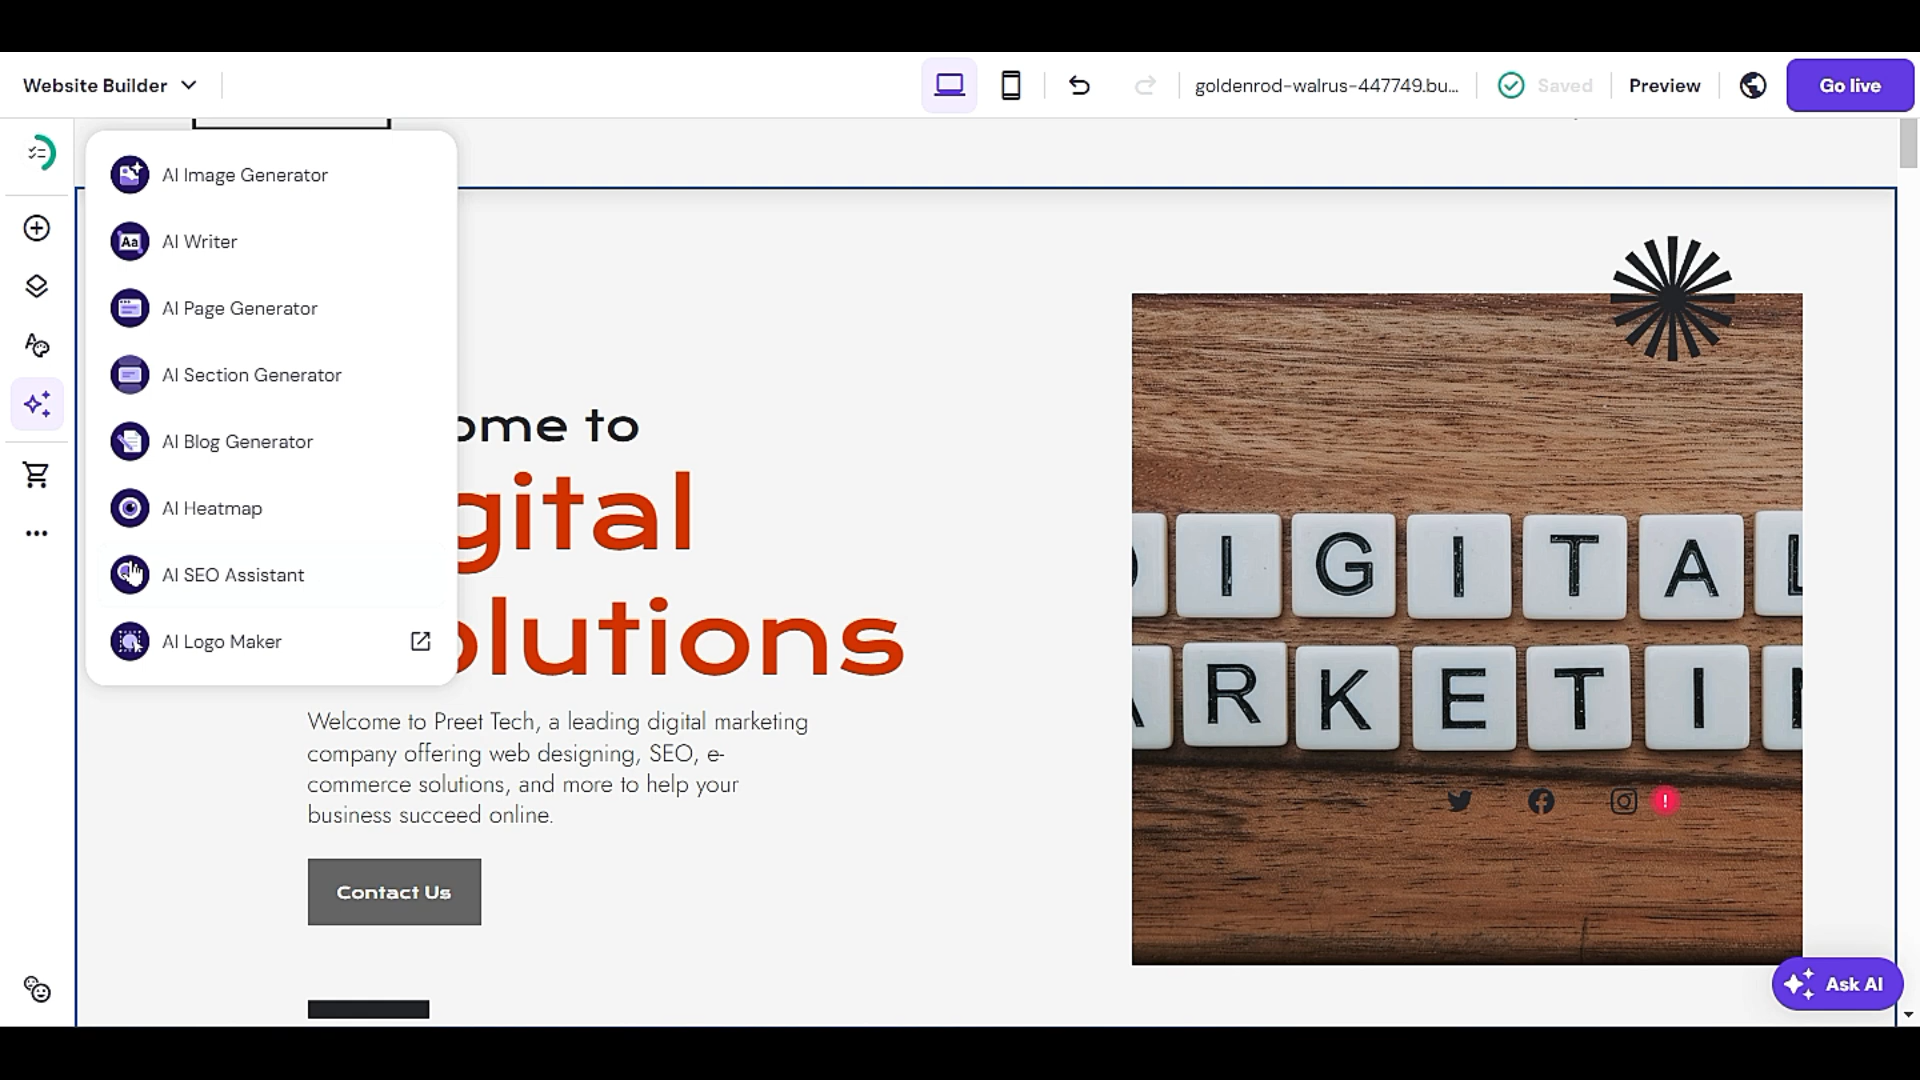 Website Builder
goldenrod-walrus-447749.bu...
Saved
Preview
Go live
AI Image Generator
Aa
AI Writer
AI Page Generator
AI Section Generator
AI Blog Generator
AI Heatmap
AI SEO Assistant
AI Logo Maker
ome to
gital
olutions
Welcome to Preet Tech, a leading digital marketing
company offering web designing, SEO, e-
commerce solutions, and more to help your
business succeed online.
Contact Us
DIGITAL
ARKETIN
!
Ask AI